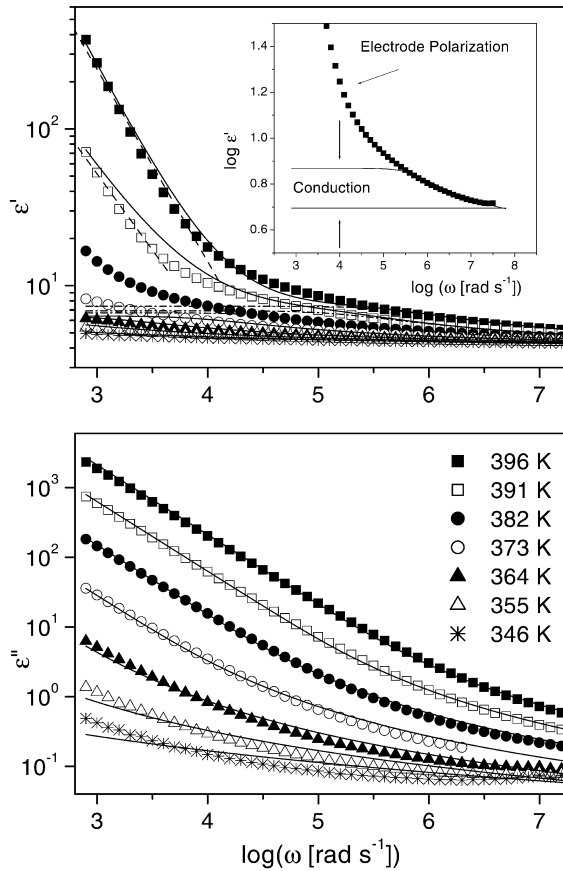 ε'
10²
10¹
3 4 5 6 7
log ε'
1.4
1.2
1.0
0.8
0.6
Electrode Polarization
Conduction
3 4 5 6 7 8
log (ω [rad s⁻¹)
ε''
10³
10²
10¹
10⁰
10⁻¹
396 K
391 K
382 K
373 K
364 K
355 K
346 K
3 4 5 6 7
log(ω [rad s⁻¹])